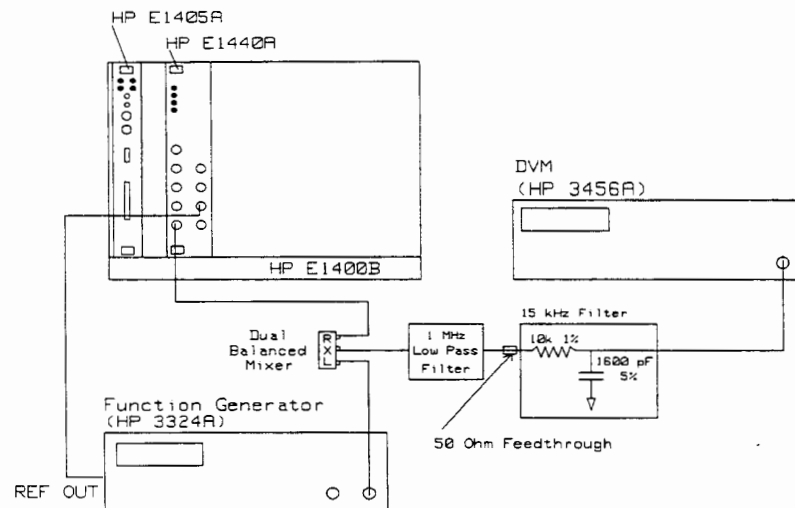 HP E1405A
HP E1440A
HP E1400B
DVM
(HP 3456A)
15 kHz Filter
10k 1%
1600 pF
5%
1 MHz
Low Pass
Filter
Dual
Balanced
Mixer
R
X
L
50 Ohm Feedthrough
Function Generator
(HP 3324A)
REF OUT